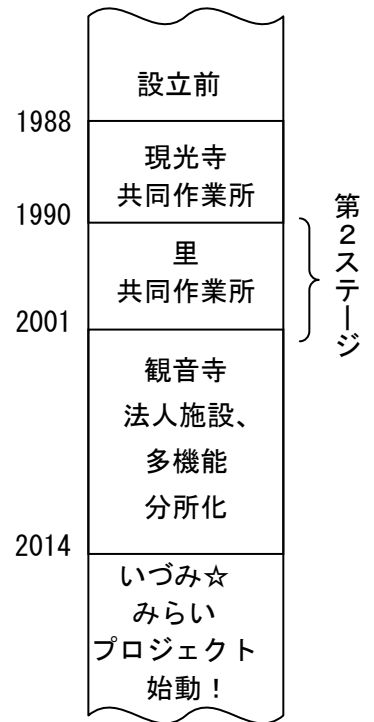 設立前
1988
現光寺
共同作業所
1990
里
共同作業所
第2ステージ
2001
観音寺
法人施設、
多機能
分所化
2014
いづみ☆
みらい
プロジェクト
始動！